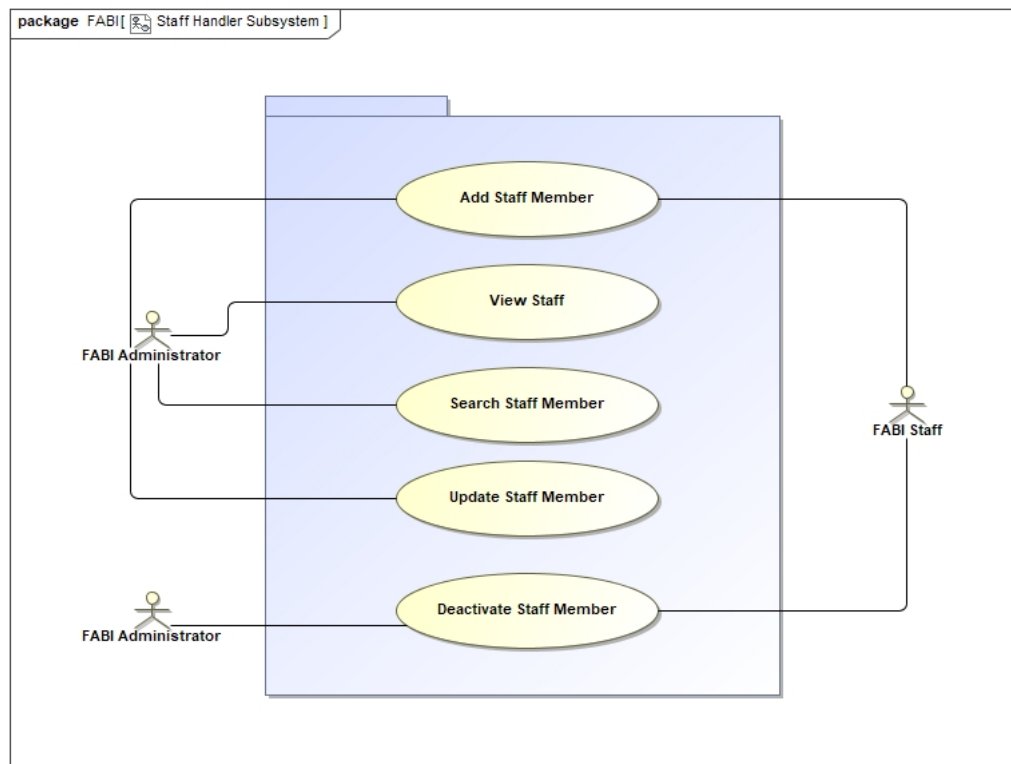 package FABI[ Staff Handler Subsystem ]
Add Staff Member
View Staff
FABI Administrator
Search Staff Member
FABI Staff
Update Staff Member
Deactivate Staff Member
FABI Administrator